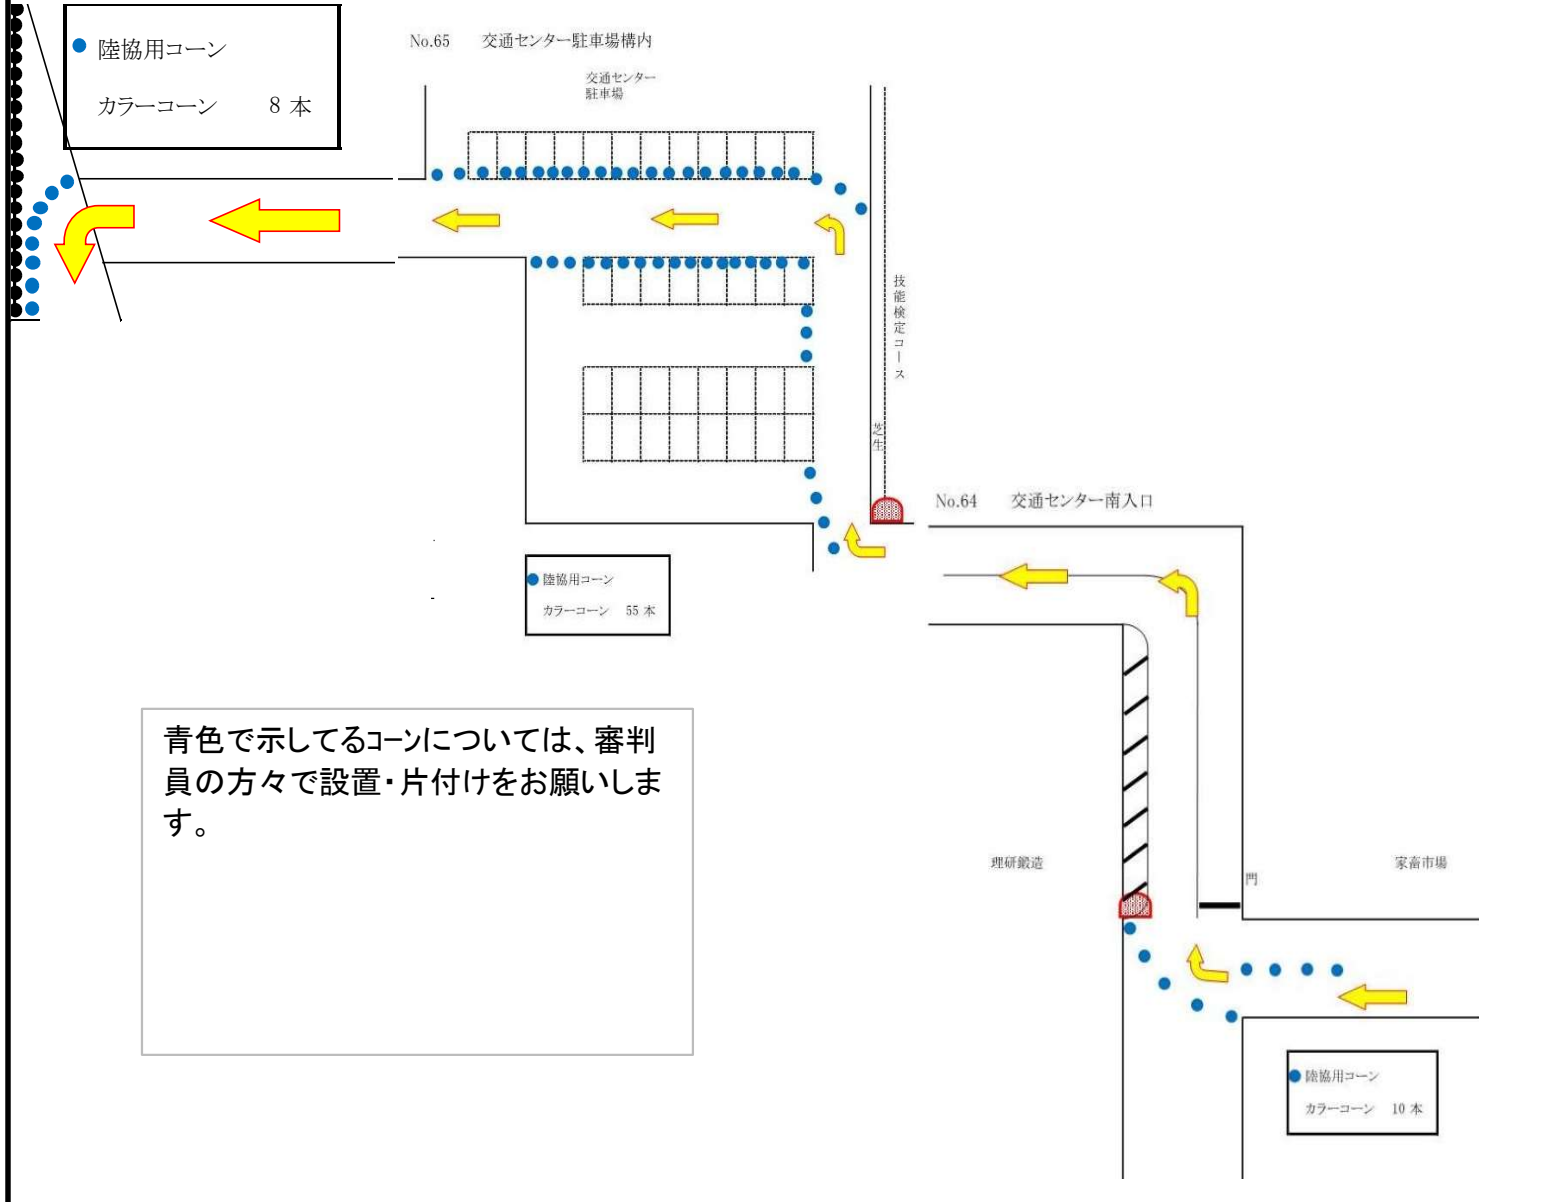 陸協用コーン
カラーコーン 8 本
No.65 交通センター駐車場構内
交通センター
駐車場
技能検定コース
芝生
No.64 交通センター南入口
陸協用コーン
カラーコーン 55 本
青色で示してるコーンについては、審判
員の方々で設置・片付けをお願いしま
す。
理研鍛造
門
家畜市場
陸協用コーン
カラーコーン 10 本